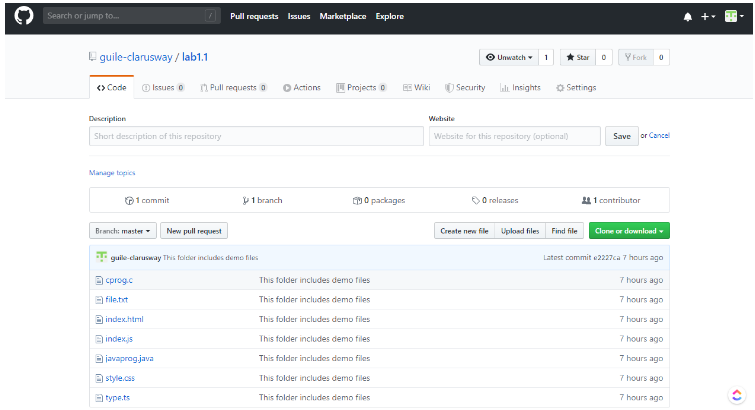 Search or jump to... /
Pull requests Issues Marketplace Explore
guile-clarusway / lab1.1
Unwatch 1 Star 0 Fork 0
Code Issues 0 Pull requests 0 Actions Projects 0 Wiki Security Insights Settings
Description Website
Short description of this repository Website for this repository (optional) Save or Cancel
Manage topics
1 commit 1 branch 0 packages 0 releases 1 contributor
Branch: master New pull request Create new file Upload files Find file Clone or download
guile-clarusway This folder includes demo files Latest commit e2227ca 7 hours ago
cprog.c This folder includes demo files 7 hours ago
file.txt This folder includes demo files 7 hours ago
index.html This folder includes demo files 7 hours ago
index.js This folder includes demo files 7 hours ago
javaprog.java This folder includes demo files 7 hours ago
style.css This folder includes demo files 7 hours ago
type.ts This folder includes demo files 7 hours ago